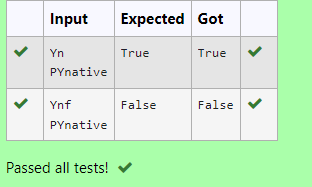 Input Expected Got
Yn True True
PYnative
Ynf False False
PYnative
Passed all tests!